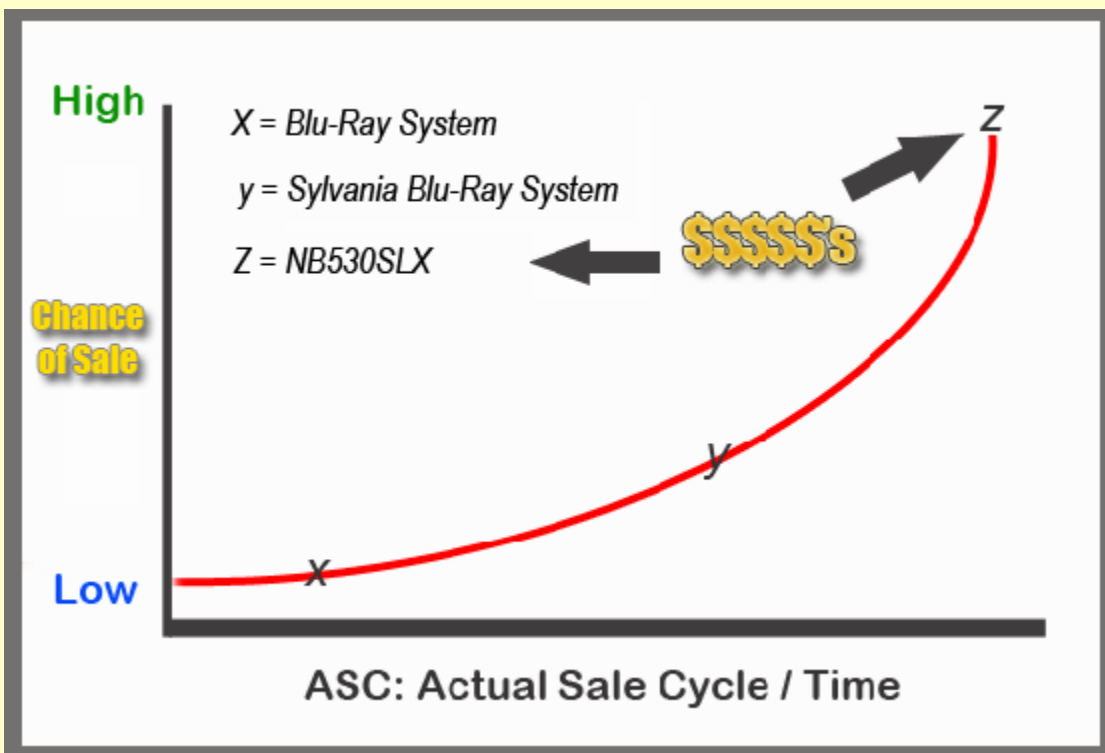 High
X = Blu-Ray System
Z
y = Sylvania Blu-Ray System
$$$$$'s
Z = NB530SLX
Chance
of Sale
y
x
Low
ASC: Actual Sale Cycle / Time